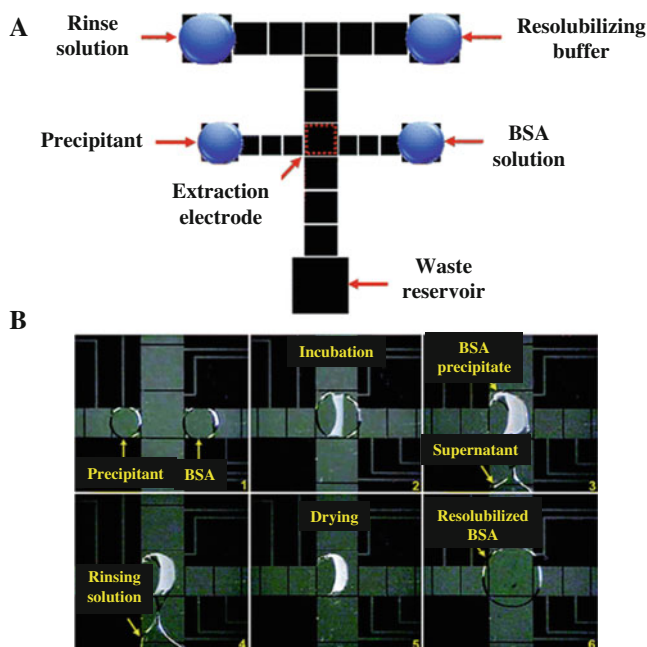 A
Rinse
solution
Resolubilizing
buffer
Precipitant
BSA
solution
Extraction
electrode
Waste
reservoir
B
Precipitant
BSA
1
Incubation
2
BSA
precipitate
Supernatant
3
Rinsing
solution
4
Drying
5
Resolubilized
BSA
6